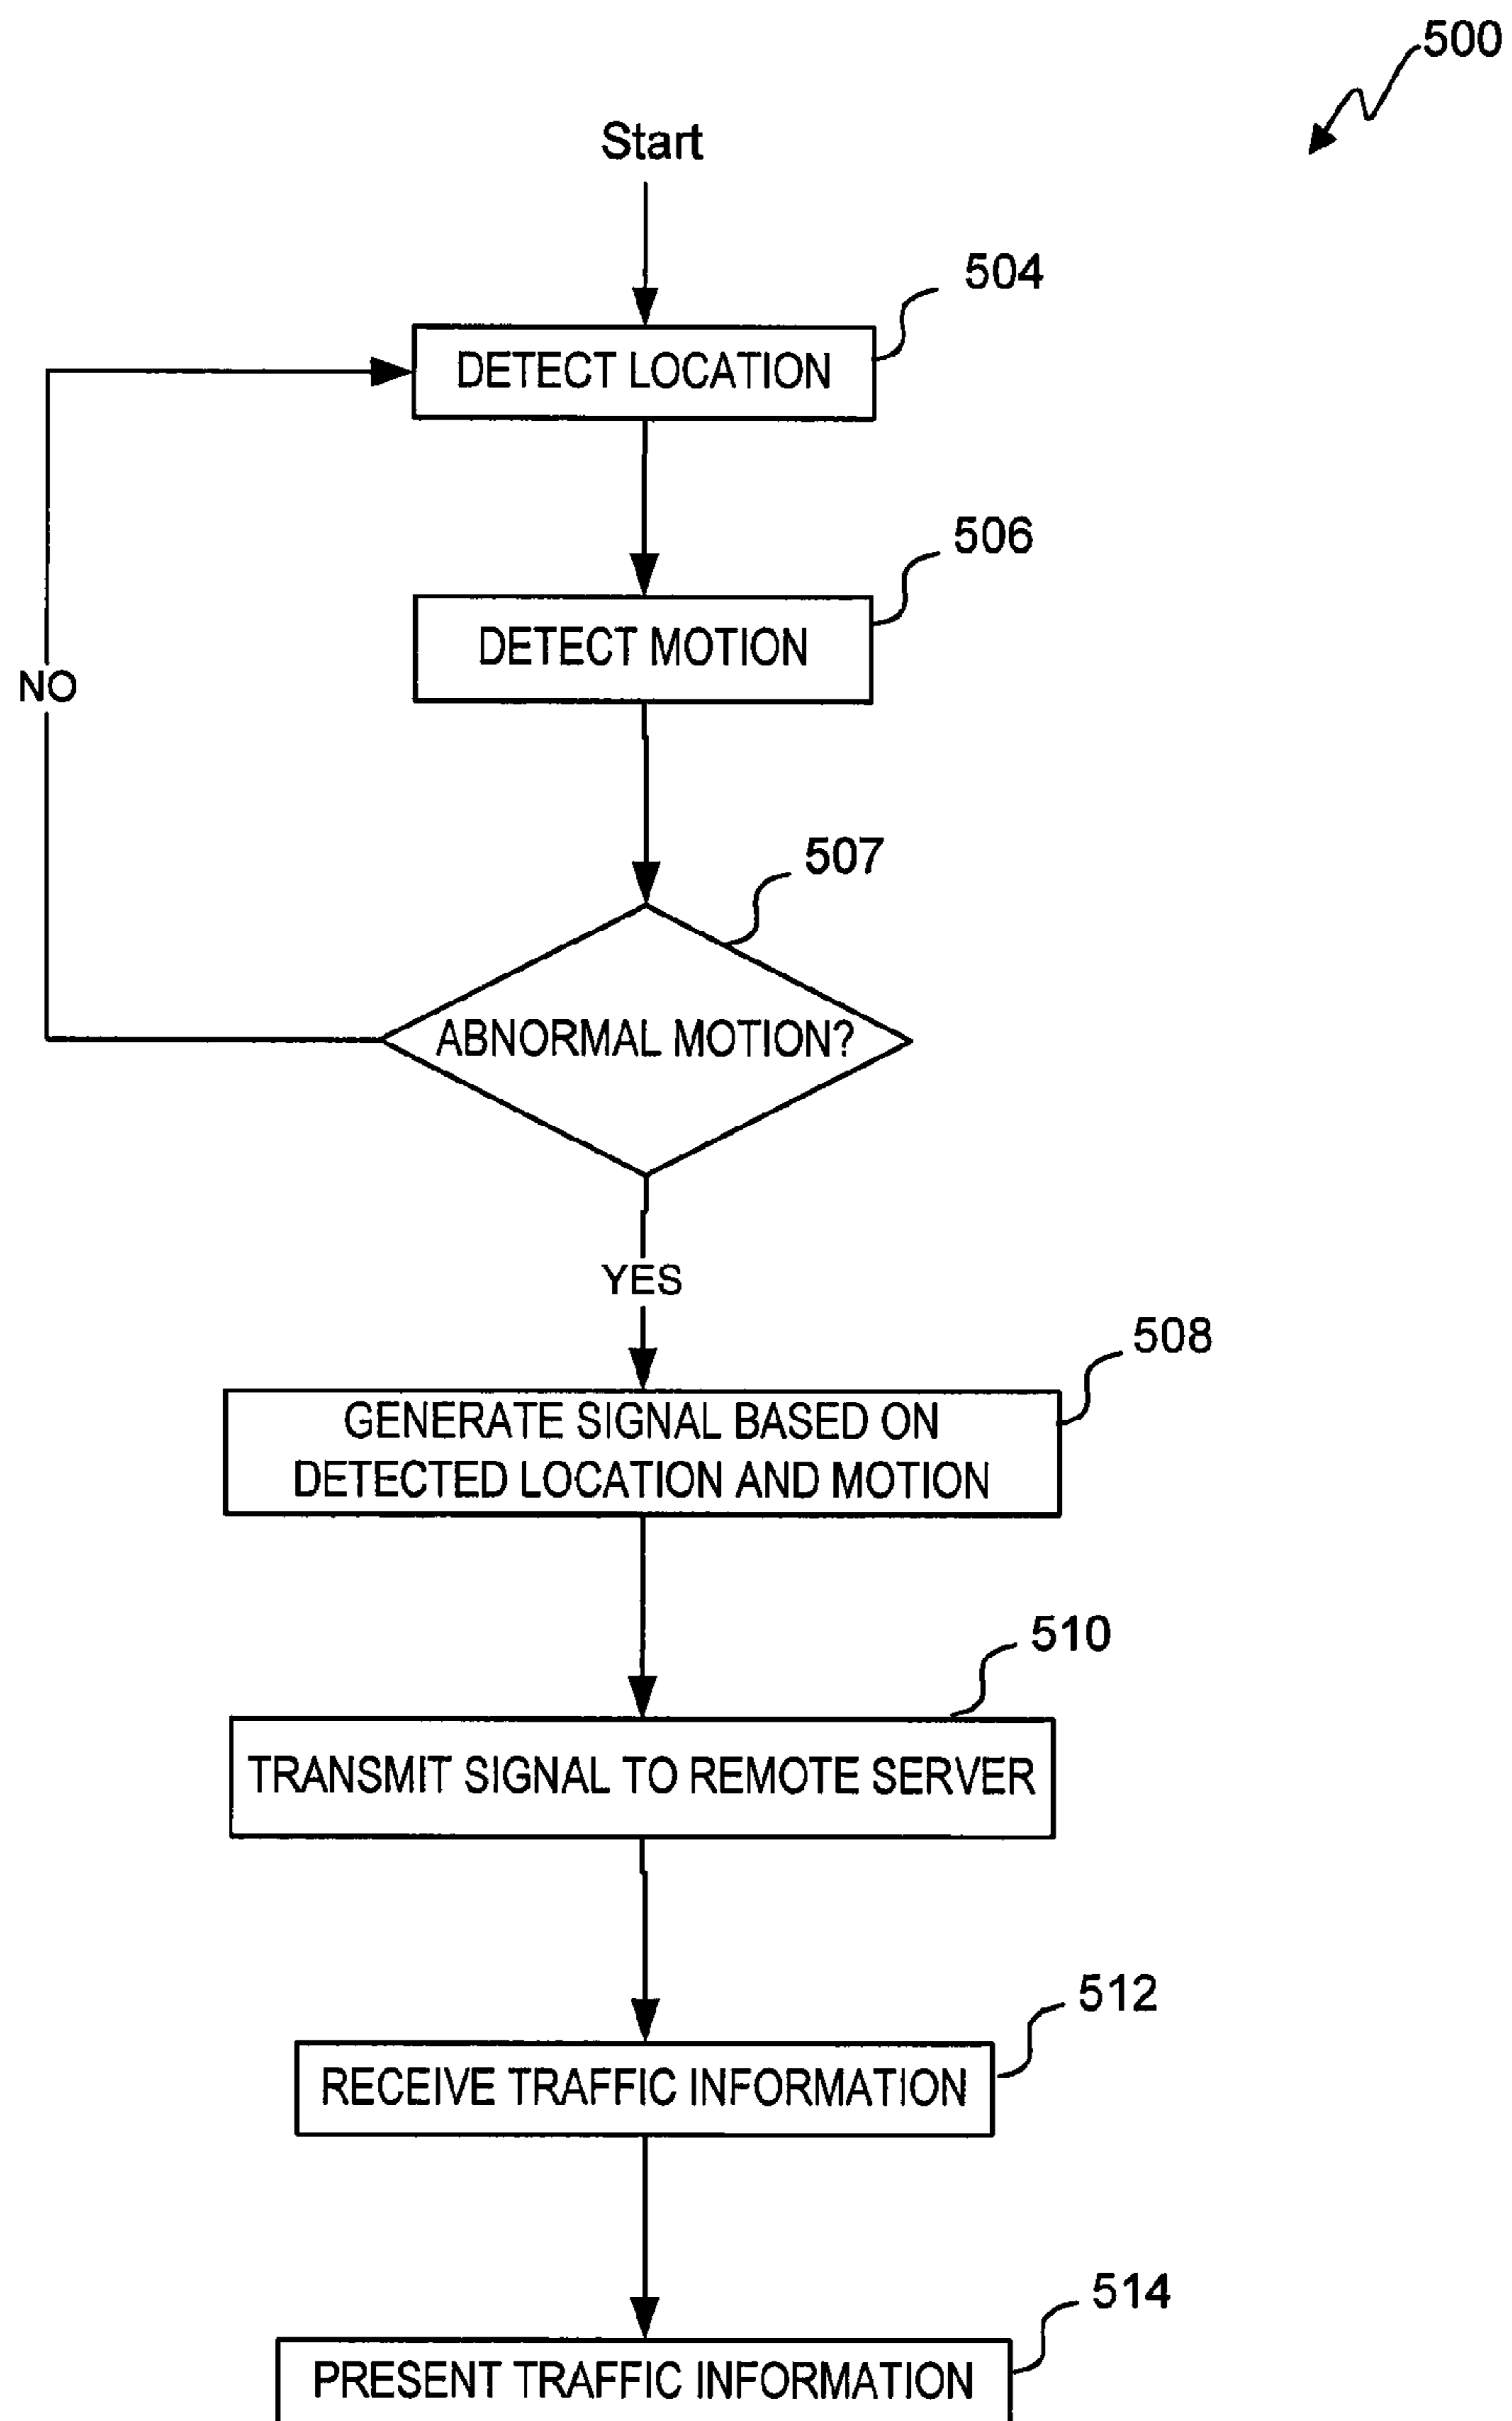 500
Start
504
DETECT LOCATION
506
DETECT MOTION
NO
507
ABNORMAL MOTION?
YES
508
GENERATE SIGNAL BASED ON
DETECTED LOCATION AND MOTION
510
TRANSMIT SIGNAL TO REMOTE SERVER
512
RECEIVE TRAFFIC INFORMATION
514
PRESENT TRAFFIC INFORMATION